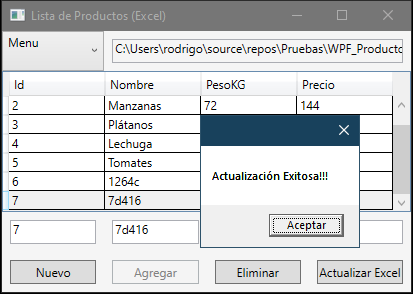 Lista de Productos (Excel)
Menu
C:\Users\rodrigo\source\repos\Pruebas\WPF_Producto
Id Nombre PesoKG Precio
2 Manzanas 72 144
3 Plátanos
4 Lechuga
5 Tomates
6 1264c
7 7d416
Actualización Exitosa!!!
Aceptar
7 7d416
Nuevo Agregar Eliminar Actualizar Excel